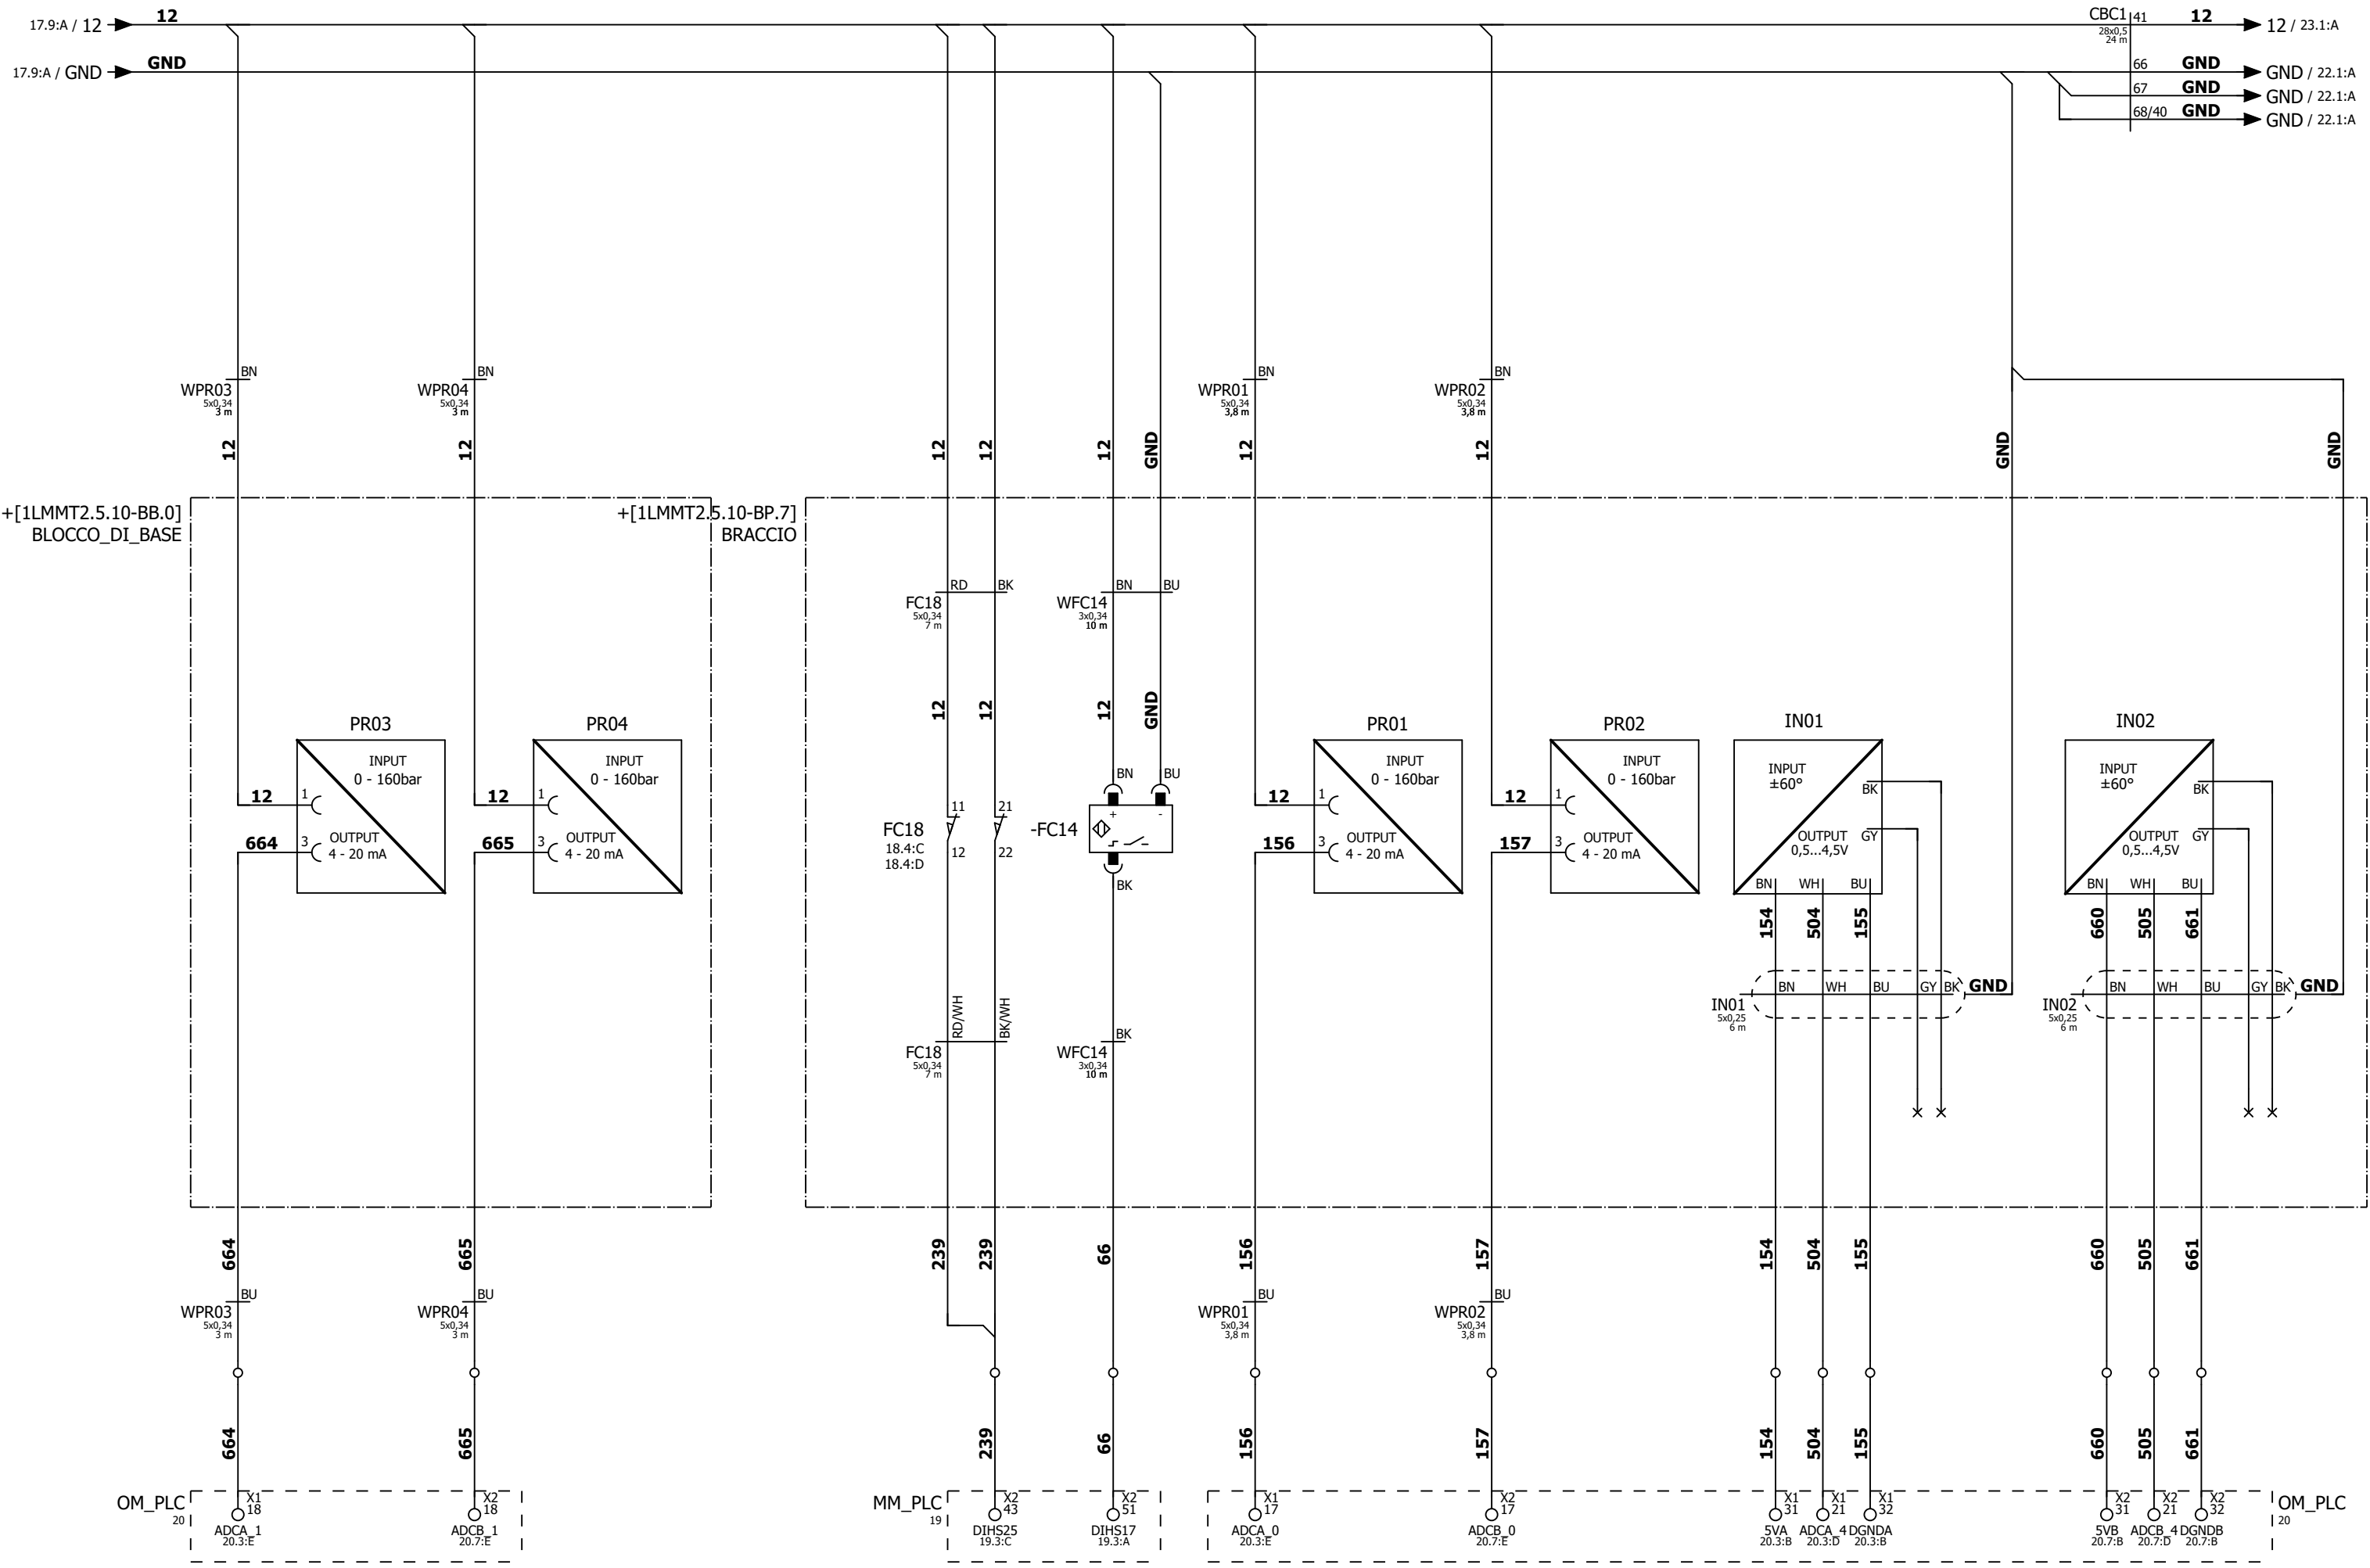 17.9:A / 12
12
CBC1
28x0,5
24 m
41
12
12 / 23.1:A
17.9:A / GND
GND
66
GND
GND / 22.1:A
67
GND
GND / 22.1:A
68/40
GND
GND / 22.1:A
BN
WPR03
5x0,34
3 m
BN
WPR04
5x0,34
3 m
BN
WPR01
5x0,34
3,8 m
BN
WPR02
5x0,34
3,8 m
12
12
12
12
12
GND
12
12
GND
GND
+[1LMMT2.5.10-BB.0]
BLOCCO_DI_BASE
+[1LMMT2.5.10-BP.7]
BRACCIO
RD
BK
FC18
5x0,34
7 m
BN
BU
WFC14
3x0,34
10 m
12
12
12
GND
PR03
INPUT
0 - 160bar
12
1
664
3
OUTPUT
4 - 20 mA
PR04
INPUT
0 - 160bar
12
1
665
3
OUTPUT
4 - 20 mA
FC18
18.4:C
18.4:D
11
12
21
22
-FC14
BN
BU
+
-
BK
PR01
INPUT
0 - 160bar
12
1
156
3
OUTPUT
4 - 20 mA
PR02
INPUT
0 - 160bar
12
1
157
3
OUTPUT
4 - 20 mA
IN01
INPUT
±60°
BK
GY
OUTPUT
0,5...4,5V
BN
WH
BU
IN02
INPUT
±60°
BK
GY
OUTPUT
0,5...4,5V
BN
WH
BU
154
504
155
660
505
661
BN
WH
BU
GY
BK
GND
IN01
5x0,25
6 m
BN
WH
BU
GY
BK
GND
IN02
5x0,25
6 m
RD/WH
BK/WH
FC18
5x0,34
7 m
BK
WFC14
3x0,34
10 m
664
665
239
239
66
156
157
154
504
155
660
505
661
BU
WPR03
5x0,34
3 m
BU
WPR04
5x0,34
3 m
BU
WPR01
5x0,34
3,8 m
BU
WPR02
5x0,34
3,8 m
664
665
239
66
156
157
154
504
155
660
505
661
OM_PLC
20
X1
18
ADCA_1
20.3:E
X2
18
ADCB_1
20.7:E
MM_PLC
19
X2
43
DIHS25
19.3:C
X2
51
DIHS17
19.3:A
X1
17
ADCA_0
20.3:E
X2
17
ADCB_0
20.7:E
X1
31
5VA
20.3:B
X1
21
ADCA_4
20.3:D
X1
32
DGNDA
20.3:B
X2
31
5VB
20.7:B
X2
21
ADCB_4
20.7:D
X2
32
DGNDB
20.7:B
OM_PLC
20